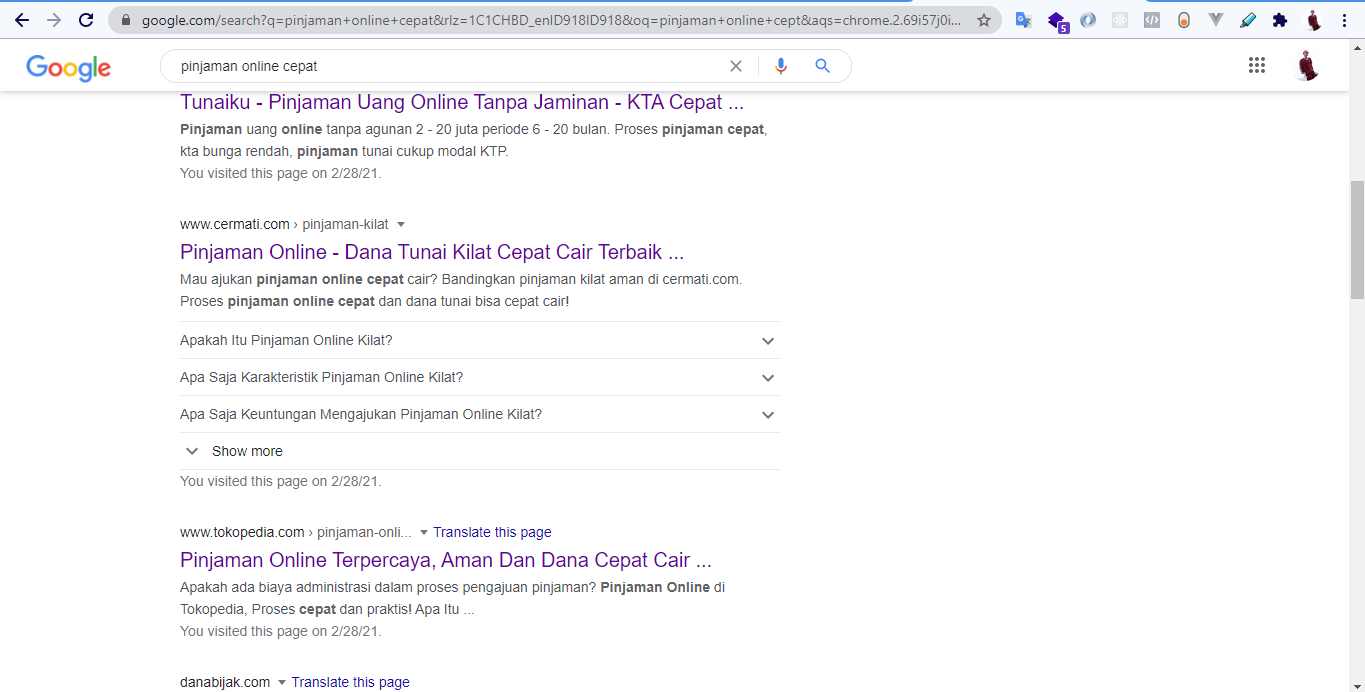 google.com/search?q=pinjaman+online+cepat&rlz=1C1CHBD_enID918ID918&oq=pinjaman+online+cept&aqs=chrome.2.69i57j0i...
5
Google
pinjaman online cepat
Tunaiku - Pinjaman Uang Online Tanpa Jaminan - KTA Cepat ...
Pinjaman uang online tanpa agunan 2 - 20 juta periode 6 - 20 bulan. Proses pinjaman cepat,
kta bunga rendah, pinjaman tunai cukup modal KTP.
You visited this page on 2/28/21.
www.cermati.com › pinjaman-kilat
Pinjaman Online - Dana Tunai Kilat Cepat Cair Terbaik ...
Mau ajukan pinjaman online cepat cair? Bandingkan pinjaman kilat aman di cermati.com.
Proses pinjaman online cepat dan dana tunai bisa cepat cair!
Apakah Itu Pinjaman Online Kilat?
Apa Saja Karakteristik Pinjaman Online Kilat?
Apa Saja Keuntungan Mengajukan Pinjaman Online Kilat?
Show more
You visited this page on 2/28/21.
www.tokopedia.com › pinjaman-onli... Translate this page
Pinjaman Online Terpercaya, Aman Dan Dana Cepat Cair ...
Apakah ada biaya administrasi dalam proses pengajuan pinjaman? Pinjaman Online di
Tokopedia, Proses cepat dan praktis! Apa Itu ...
You visited this page on 2/28/21.
danabijak.com Translate this page